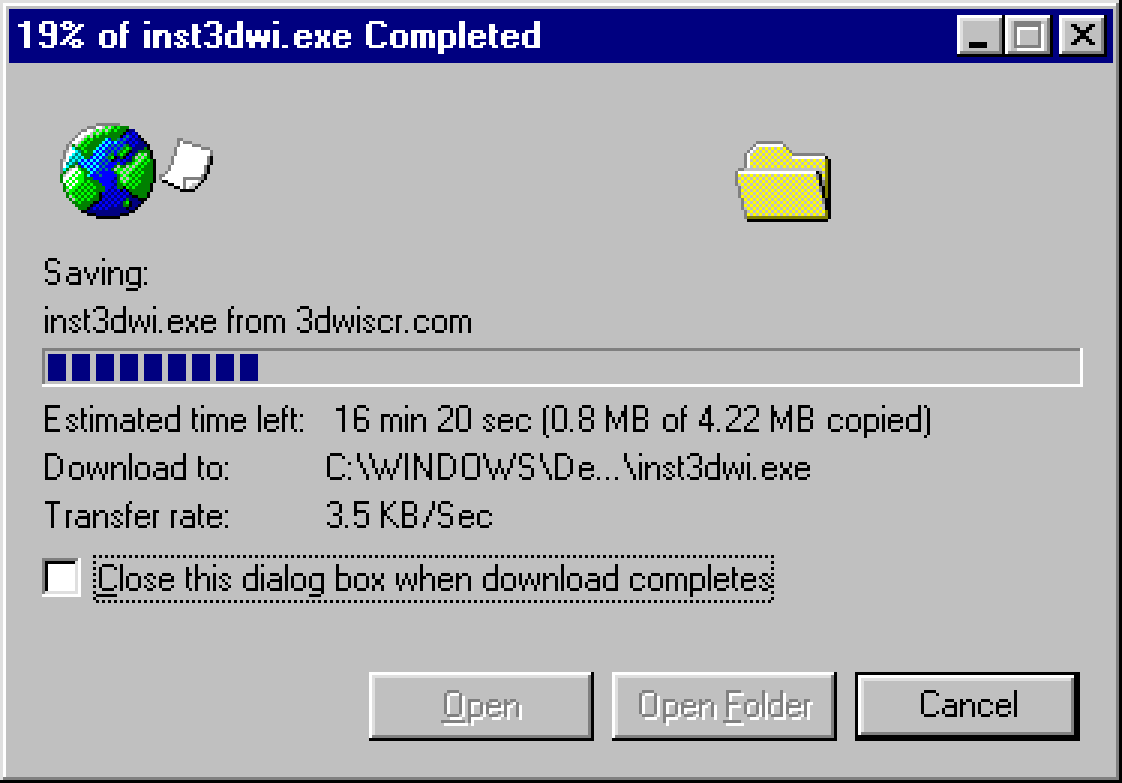 19% of inst3dwi.exe Completed
Saving:
inst3dwi.exe from 3dwiscr.com
Estimated time left: 16 min 20 sec (0.8 MB of 4.22 MB copied)
Download to: C:\WINDOWS\De...\inst3dwi.exe
Transfer rate: 3.5 KB/Sec
Close this dialog box when download completes
Open Open Folder Cancel